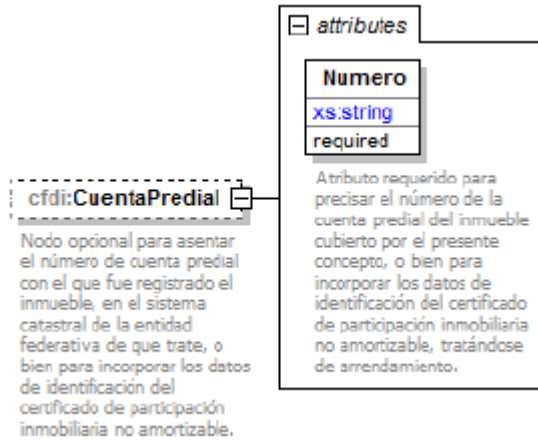 attributes
Numero
xs:string
required
Atributo requerido para
precisar el número de la
cuenta predial del inmueble
cubierto por el presente
concepto, o bien para
incorporar los datos de
identificación del certificado
de participación inmobiliaria
no amortizable, tratándose
de arrendamiento.
cfdi:CuentaPredial
Nodo opcional para asentar
el número de cuenta predial
con el que fue registrado el
inmueble, en el sistema
catastral de la entidad
federativa de que trate, o
bien para incorporar los datos
de identificación del
certificado de participación
inmobiliaria no amortizable.